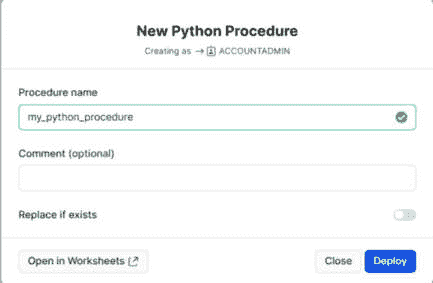 New Python Procedure
Creating as → ACCOUNTADMIN
Procedure name
my_python_procedure
Comment (optional)
Replace if exists
Open in Worksheets
Close
Deploy